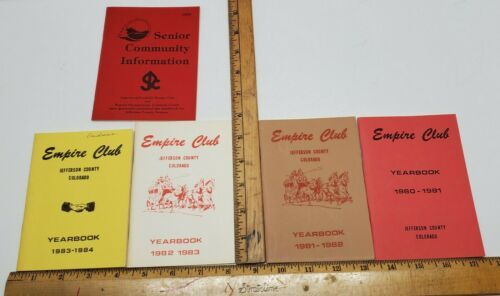 Senior
Community
Information
Empire Club
JEFFERSON COUNTY
COLORADO
YEARBOOK
1983-1984
Empire Club
JEFFERSON COUNTY
COLORADO
YEARBOOK
1982 1983
Empire Club
JEFFERSON COUNTY
COLORADO
YEARBOOK
1981-1982
Empire Club
YEARBOOK
1980-1981
JEFFERSON COUNTY
COLORADO